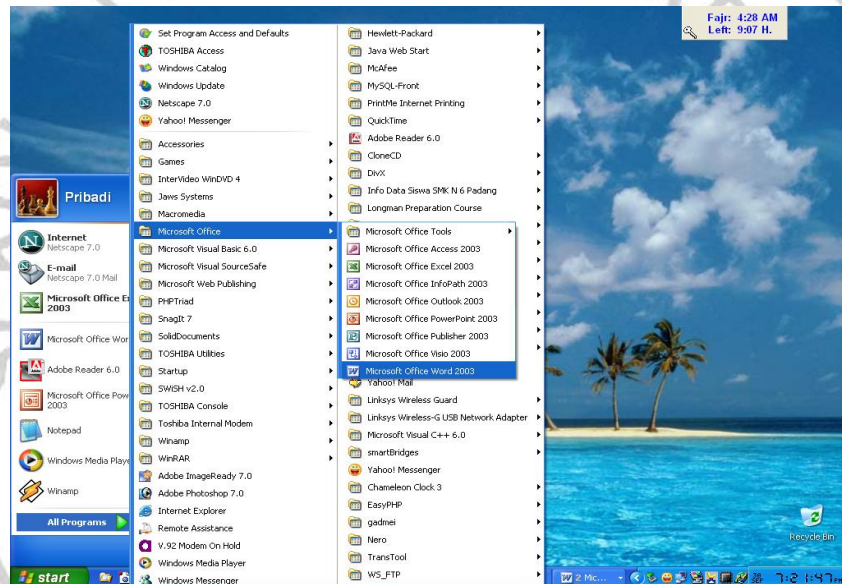 Fajr: 4:28 AM
Left: 9:07 H.
Pribadi
Internet
Netscape 7.0
E-mail
Netscape 7.0 Mail
Microsoft Office E
2003
Microsoft Office Wor
Adobe Reader 6.0
Microsoft Office Pow
2003
Notepad
Windows Media Playe
Winamp
All Programs
start
Set Program Access and Defaults
TOSHIBA Access
Windows Catalog
Windows Update
Netscape 7.0
Yahoo! Messenger
Accessories
Games
InterVideo WinDVD 4
Jaws Systems
Macromedia
Microsoft Office
Microsoft Visual Basic 6.0
Microsoft Visual SourceSafe
Microsoft Web Publishing
PHPTriad
SnagIt 7
SolidDocuments
TOSHIBA Utilities
Startup
SWiSH v2.0
TOSHIBA Console
Toshiba Internal Modem
Winamp
WinRAR
Adobe ImageReady 7.0
Adobe Photoshop 7.0
Internet Explorer
Remote Assistance
V.92 Modem On Hold
Windows Media Player
Windows Messenger
Hewlett-Packard
Java Web Start
McAfee
MySQL-Front
PrintMe Internet Printing
QuickTime
Adobe Reader 6.0
CloneCD
DivX
Info Data Siswa SMK N 6 Padang
Longman Preparation Course
Microsoft Office Tools
Microsoft Office Access 2003
Microsoft Office Excel 2003
Microsoft Office InfoPath 2003
Microsoft Office Outlook 2003
Microsoft Office PowerPoint 2003
Microsoft Office Publisher 2003
Microsoft Office Visio 2003
Microsoft Office Word 2003
Yahoo! Mail
Linksys Wireless Guard
Linksys Wireless-G USB Network Adapter
Microsoft Visual C++ 6.0
smartBridges
Yahoo! Messenger
Chameleon Clock 3
EasyPHP
gadmei
Nero
TransTool
WS_FTP
Recycle Bin
2 Mic...